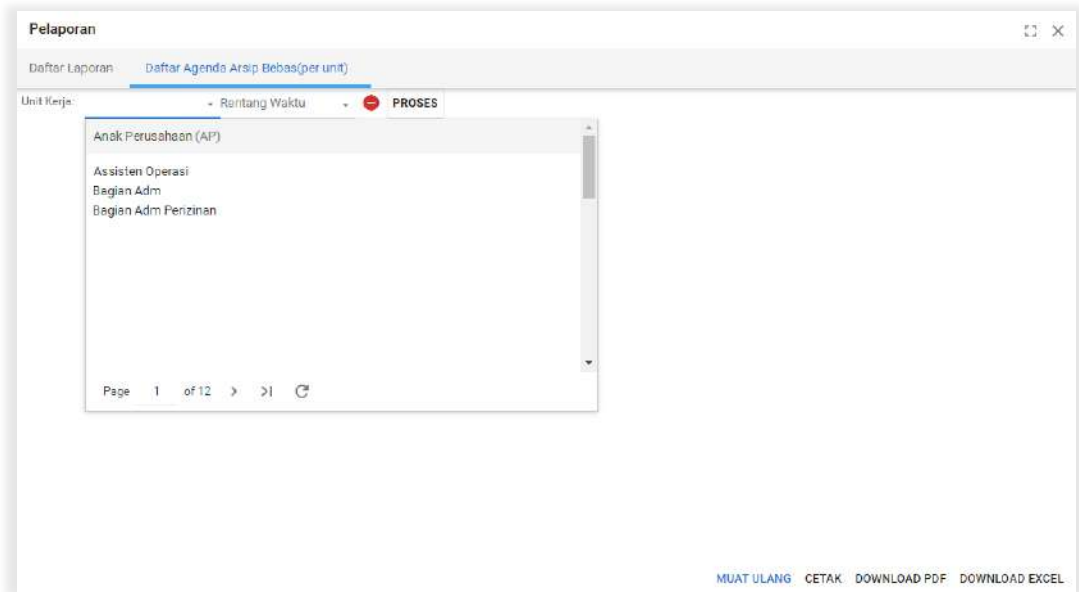 Pelaporan
Daftar Laporan Daftar Agenda Arsip Bebas(per unit)
Unit Kerja: Rentang Waktu PROSES
Anak Perusahaan (AP)
Assisten Operasi
Bagian Adm
Bagian Adm Perizinan
Page 1 of 12
MUAT ULANG CETAK DOWNLOAD PDF DOWNLOAD EXCEL